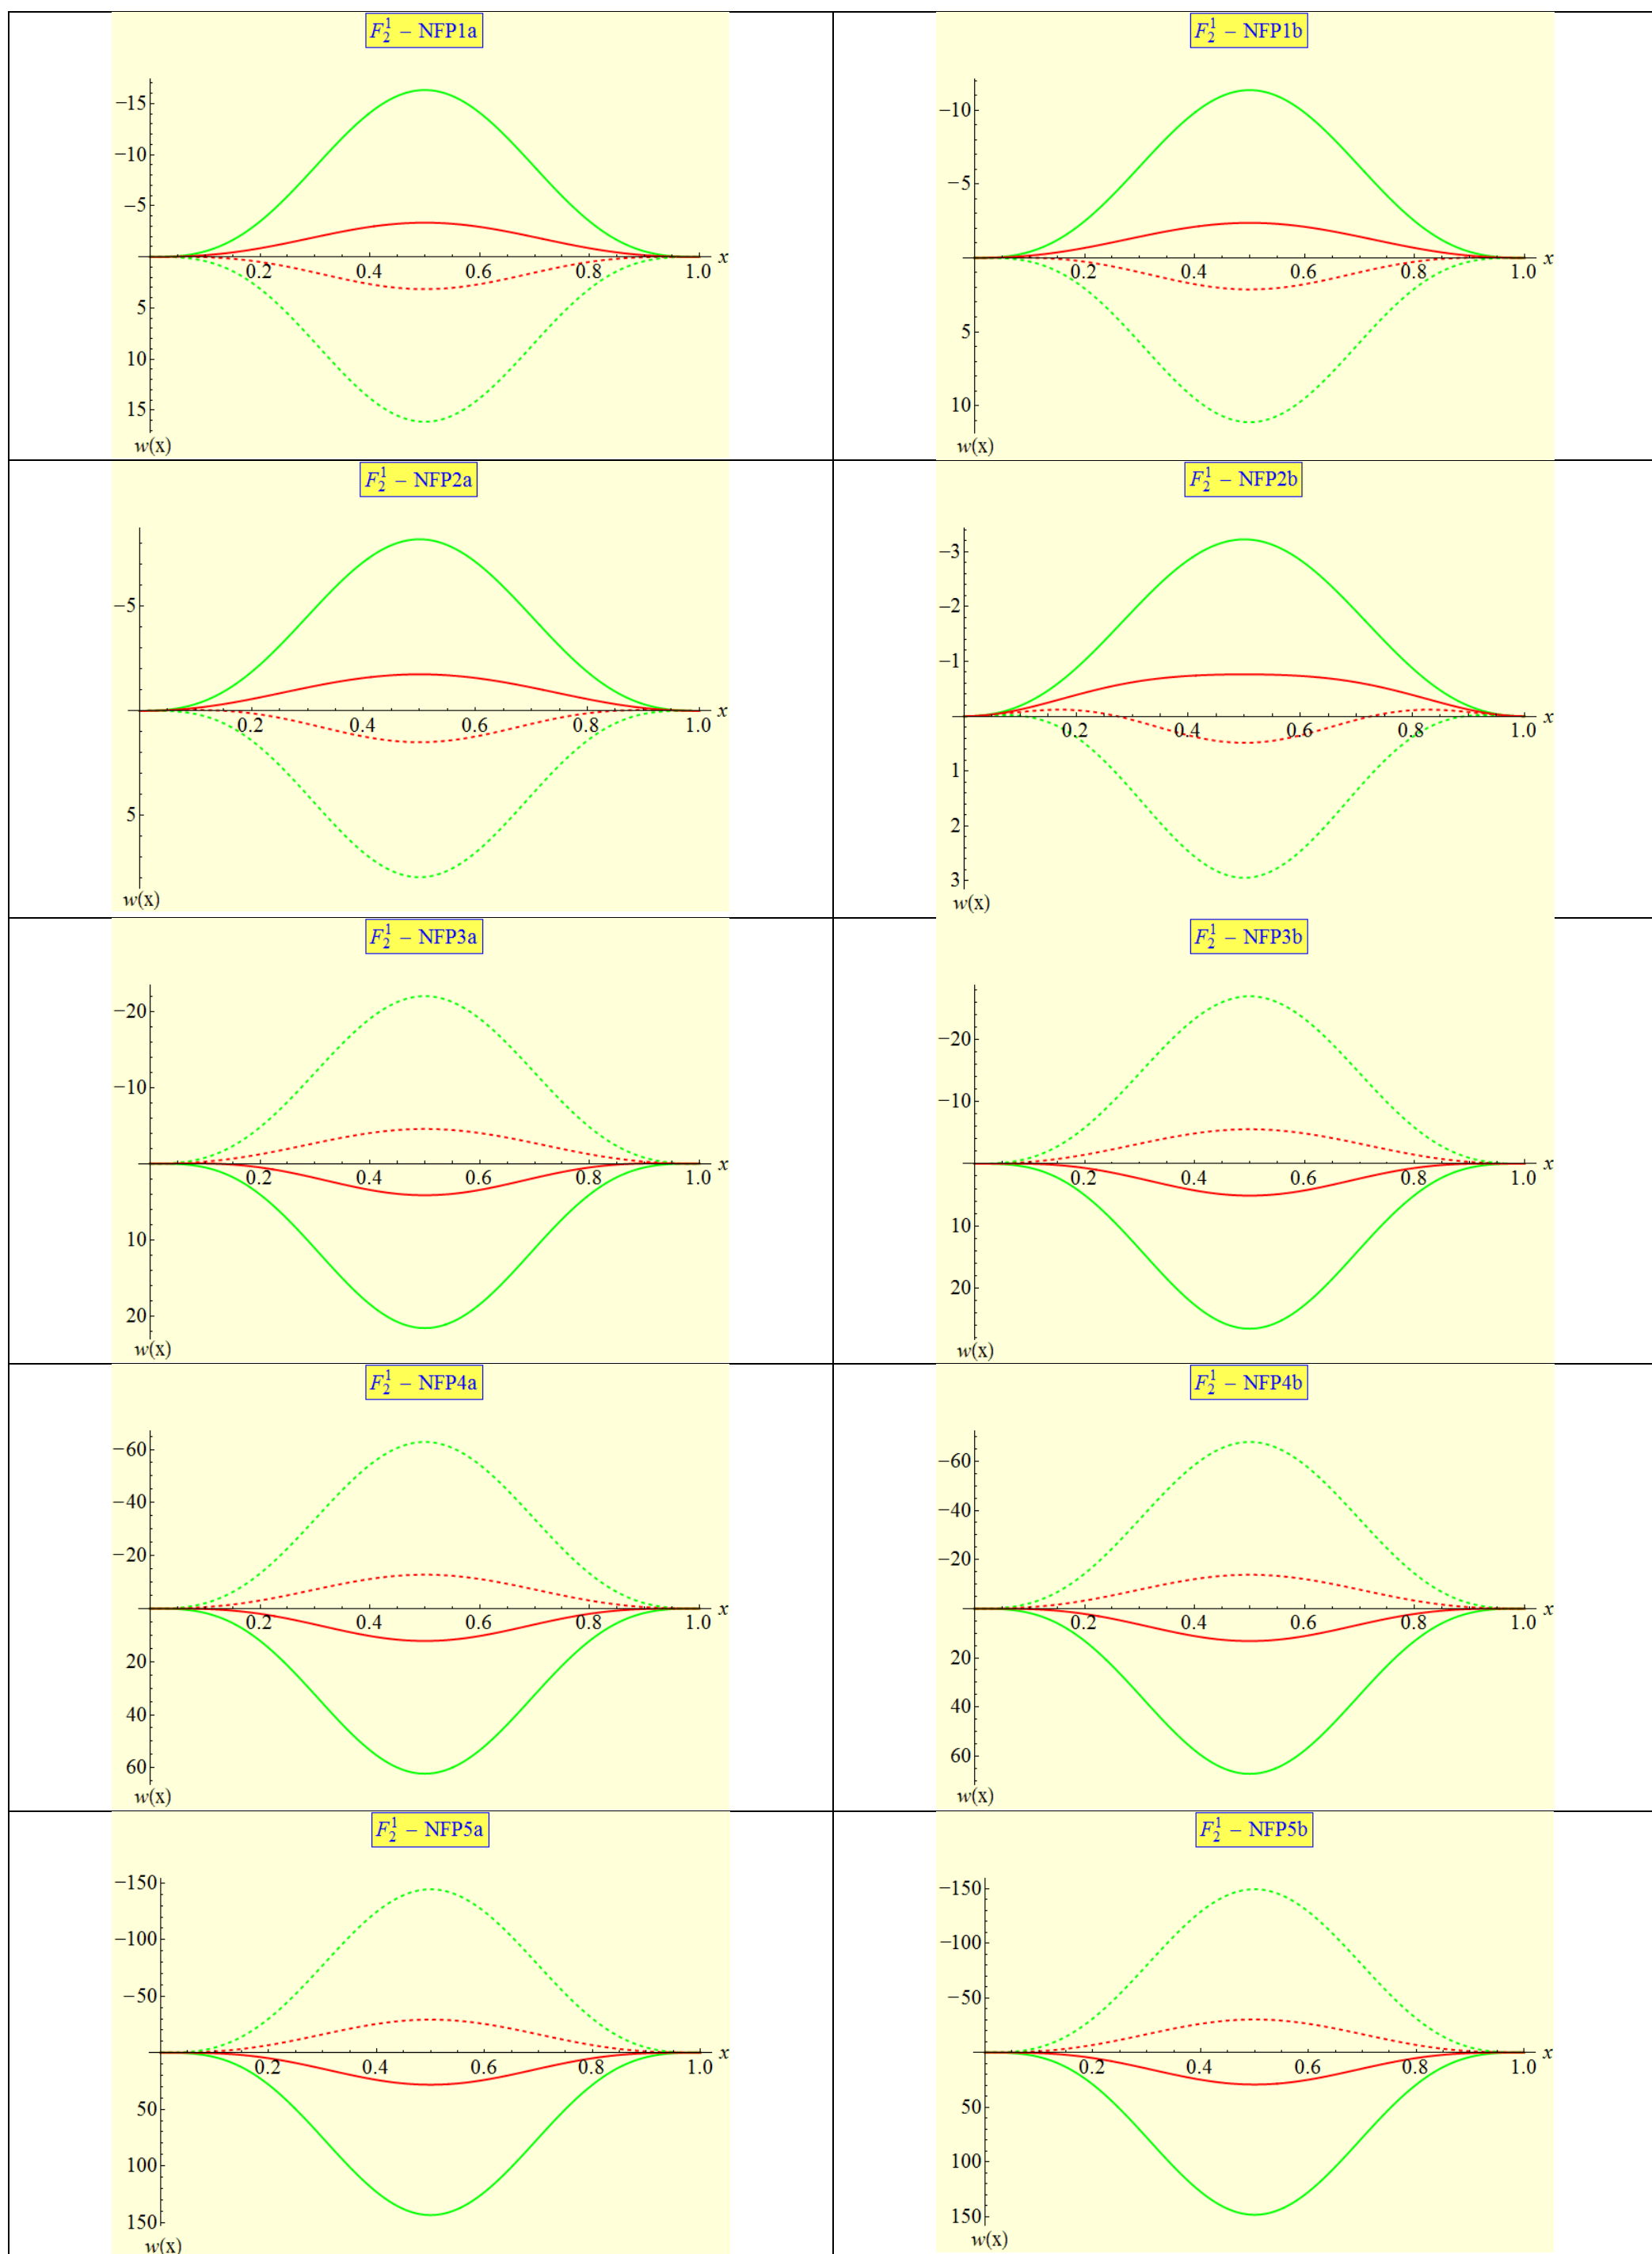 F₂¹ – NFP1a
−15
−10
−5
0.2 0.4 0.6 0.8 1.0 x
5
10
15
w(x)
F₂¹ – NFP1b
−10
−5
0.2 0.4 0.6 0.8 1.0 x
5
10
w(x)
F₂¹ – NFP2a
−5
0.2 0.4 0.6 0.8 1.0 x
5
w(x)
F₂¹ – NFP2b
−3
−2
−1
0.2 0.4 0.6 0.8 1.0 x
1
2
3
w(x)
F₂¹ – NFP3a
−20
−10
0.2 0.4 0.6 0.8 1.0 x
10
20
w(x)
F₂¹ – NFP3b
−20
−10
0.2 0.4 0.6 0.8 1.0 x
10
20
w(x)
F₂¹ – NFP4a
−60
−40
−20
0.2 0.4 0.6 0.8 1.0 x
20
40
60
w(x)
F₂¹ – NFP4b
−60
−40
−20
0.2 0.4 0.6 0.8 1.0 x
20
40
60
w(x)
F₂¹ – NFP5a
−150
−100
−50
0.2 0.4 0.6 0.8 1.0 x
50
100
150
w(x)
F₂¹ – NFP5b
−150
−100
−50
0.2 0.4 0.6 0.8 1.0 x
50
100
150
w(x)